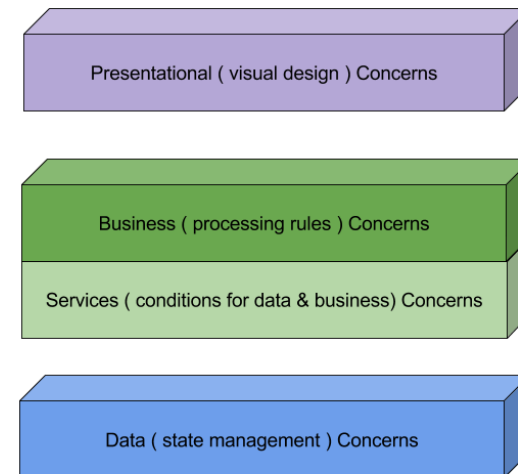 Presentational ( visual design ) Concerns
Business ( processing rules ) Concerns
Services ( conditions for data & business) Concerns
Data ( state management ) Concerns